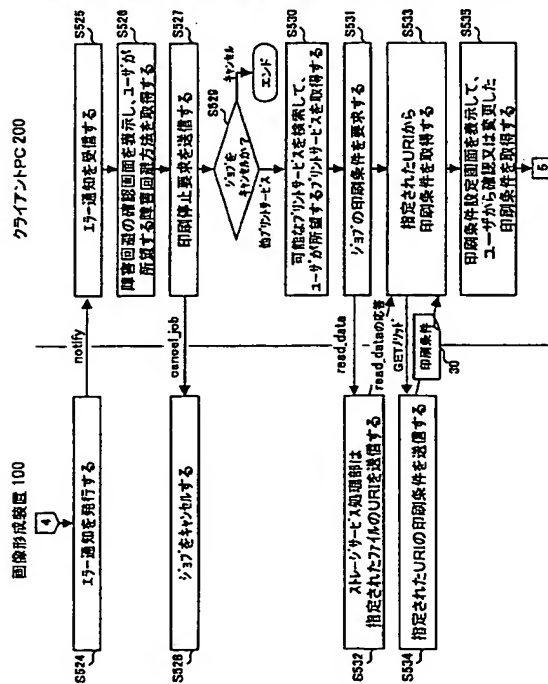 画像形成装置 100
クライアントPC 200
4
エラー通知を発行する
S524
notify
エラー通知を受信する
S525
障害回避の確認画面を表示し、ユーザが
所望する障害回避方法を取得する
S526
印刷停止要求を送信する
S527
cancel_job
ジョブをキャンセルする
S528
ジョブを
キャンセルか?
S529
キャンセル
エンド
他プリントサービス
可能なプリントサービスを検索して、
ユーザが所望するプリントサービスを取得する
S530
ジョブの印刷条件を要求する
S531
read_data
ストレージサービス処理部は
指定されたファイルのURIを送信する
S532
read_dataの応答
指定されたURIから
印刷条件を取得する
S533
GETメソッド
指定されたURIの印刷条件を送信する
S534
印刷条件
30
印刷条件設定画面を表示して、
ユーザから確認又は変更した
印刷条件を取得する
S535
5